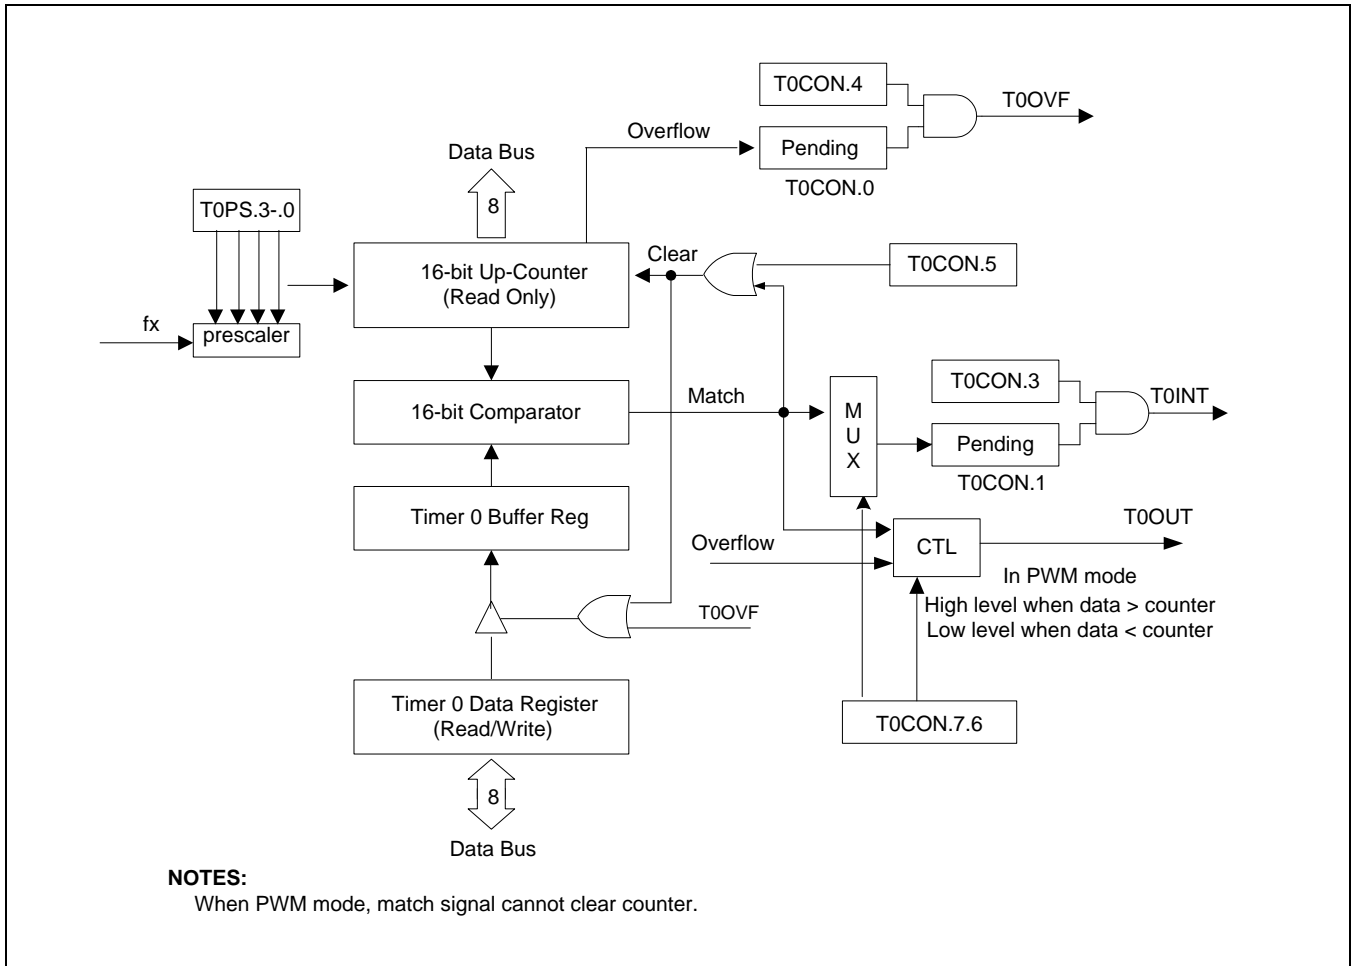 T0CON.4
T0OVF
Overflow
Pending
Data Bus
T0CON.0
T0PS.3-.0
8
Clear
16-bit Up-Counter
(Read Only)
T0CON.5
fx
prescaler
T0CON.3
T0INT
16-bit Comparator
Match
M
U
X
Pending
T0CON.1
Timer 0 Buffer Reg
T0OUT
Overflow
CTL
In PWM mode
High level when data > counter
Low level when data < counter
T0OVF
Timer 0 Data Register
(Read/Write)
T0CON.7.6
8
Data Bus
NOTES:
When PWM mode, match signal cannot clear counter.